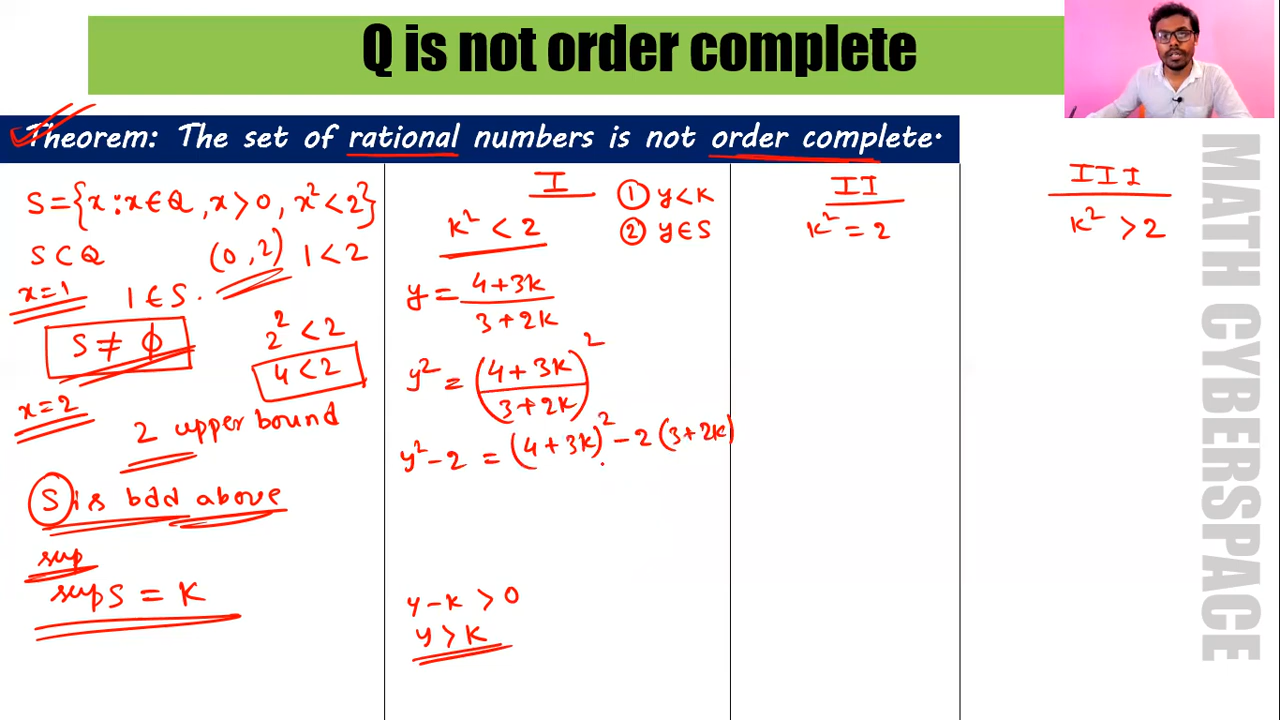 Q is not order complete
Theorem: The set of rational numbers is not order complete.
S = {x : x ∈ Q, x > 0, x² < 2}
S ⊂ Q (0, 2) 1 < 2
x = 1 1 ∈ S.
S ≠ ϕ 2² < 2
4 < 2
x = 2
2 upper bound
S is bdd above
sup
sup S = K
I
① y < K
k² < 2
② y ∈ S
y = (4 + 3k)/(3 + 2k)
y² = ((4 + 3k)/(3 + 2k))²
y² - 2 = (4 + 3k)² - 2 (3 + 2k)
y - k > 0
y > k
II
k² = 2
III
k² > 2
MATH CYBERSPACE